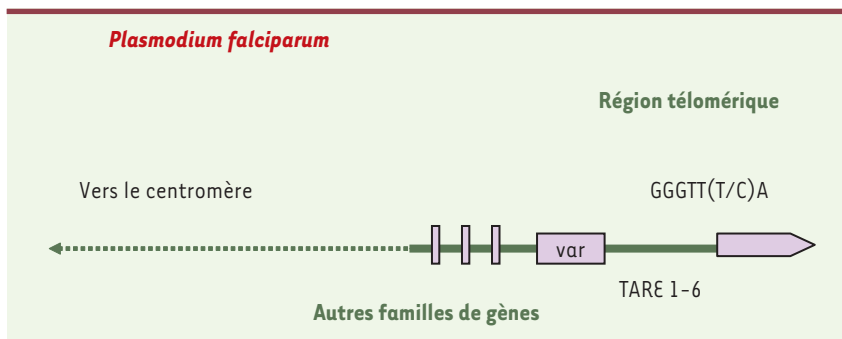 Plasmodium falciparum
Région télomérique
Vers le centromère
GGGTT(T/C)A
var
TARE 1-6
Autres familles de gènes